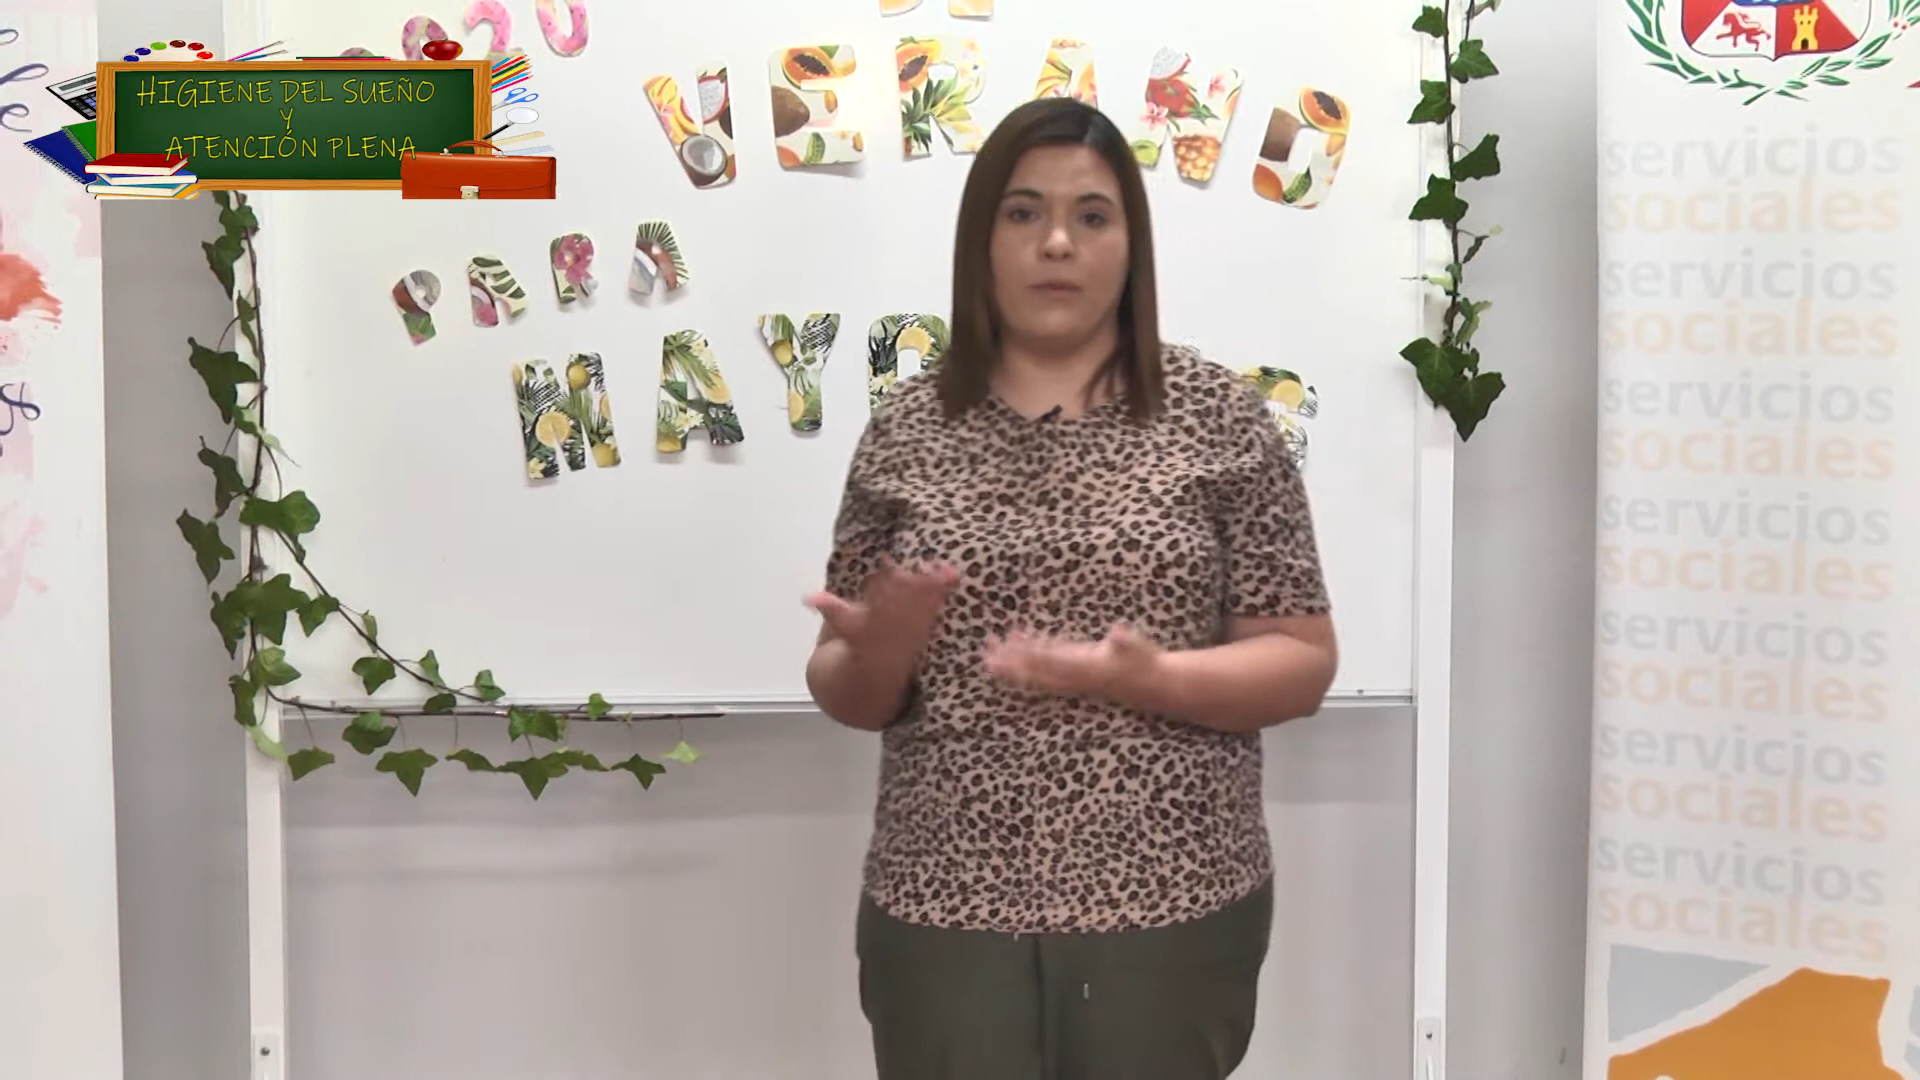 HIGIENE DEL SUEÑO
Y
ATENCIÓN PLENA
2020
VERANO
PARA
servicios
sociales
servicios
sociales
servicios
sociales
servicios
sociales
servicios
sociales
servicios
sociales
servicios
sociales